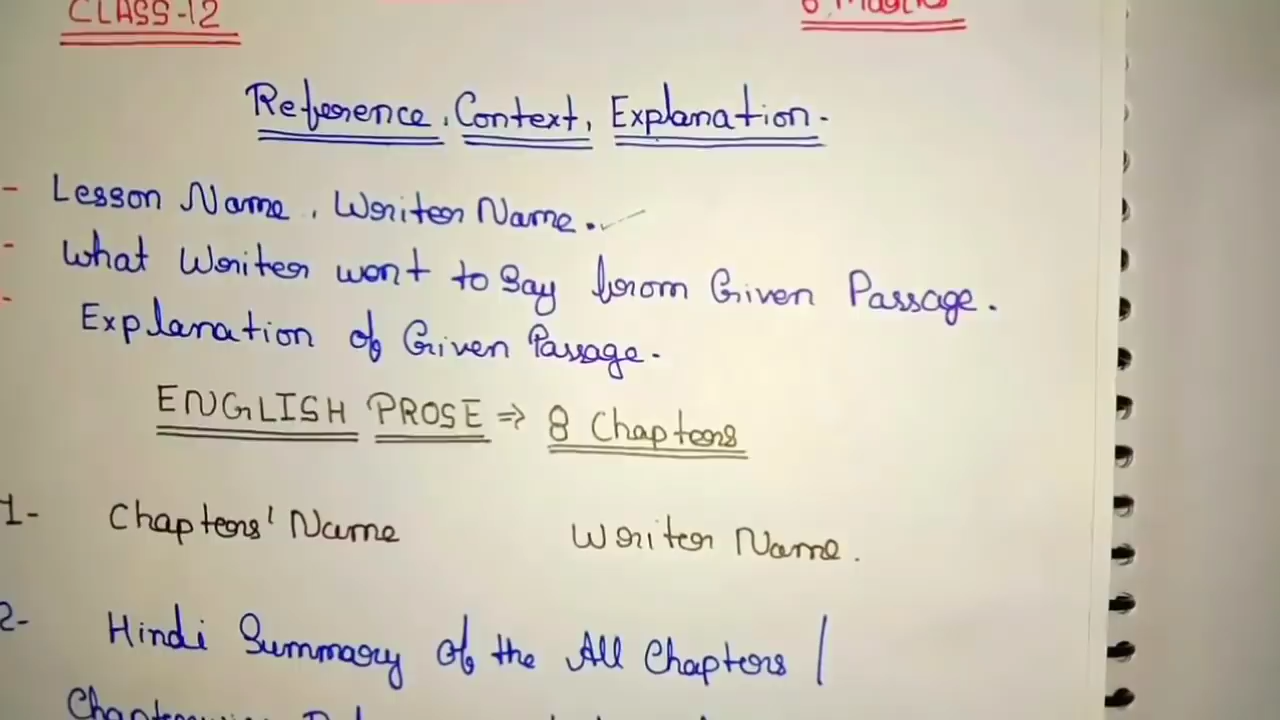 CLASS-12
Reference, Context, Explanation.
- Lesson Name, Writer Name.
- What Writer wont to Say from Given Passage.
- Explanation of Given Passage.
ENGLISH PROSE ⇒ 8 Chapters
1- Chapters' Name Writer Name.
2- Hindi Summary of the All Chapters /